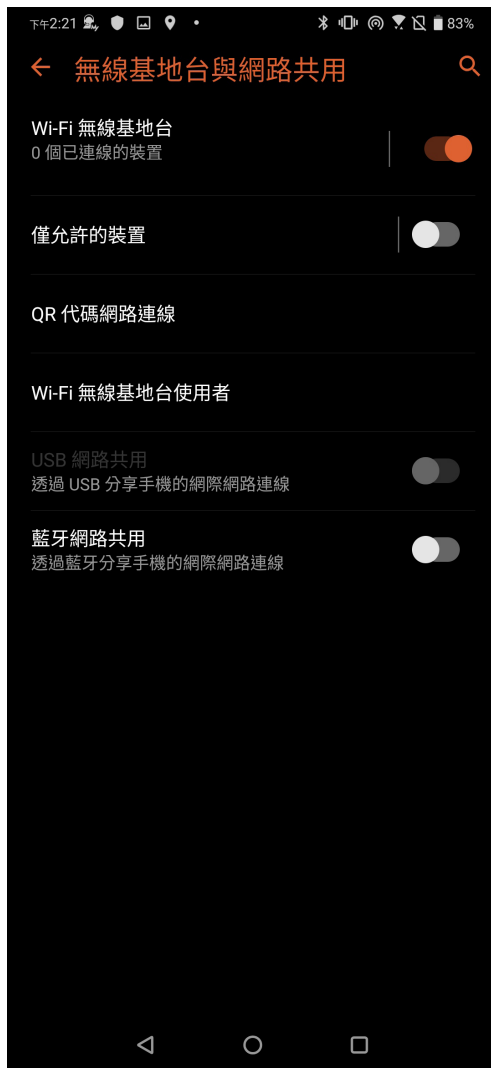 下午2:21 83%
無線基地台與網路共用
Wi-Fi 無線基地台
0 個已連線的裝置
僅允許的裝置
QR 代碼網路連線
Wi-Fi 無線基地台使用者
USB 網路共用
透過 USB 分享手機的網際網路連線
藍牙網路共用
透過藍牙分享手機的網際網路連線